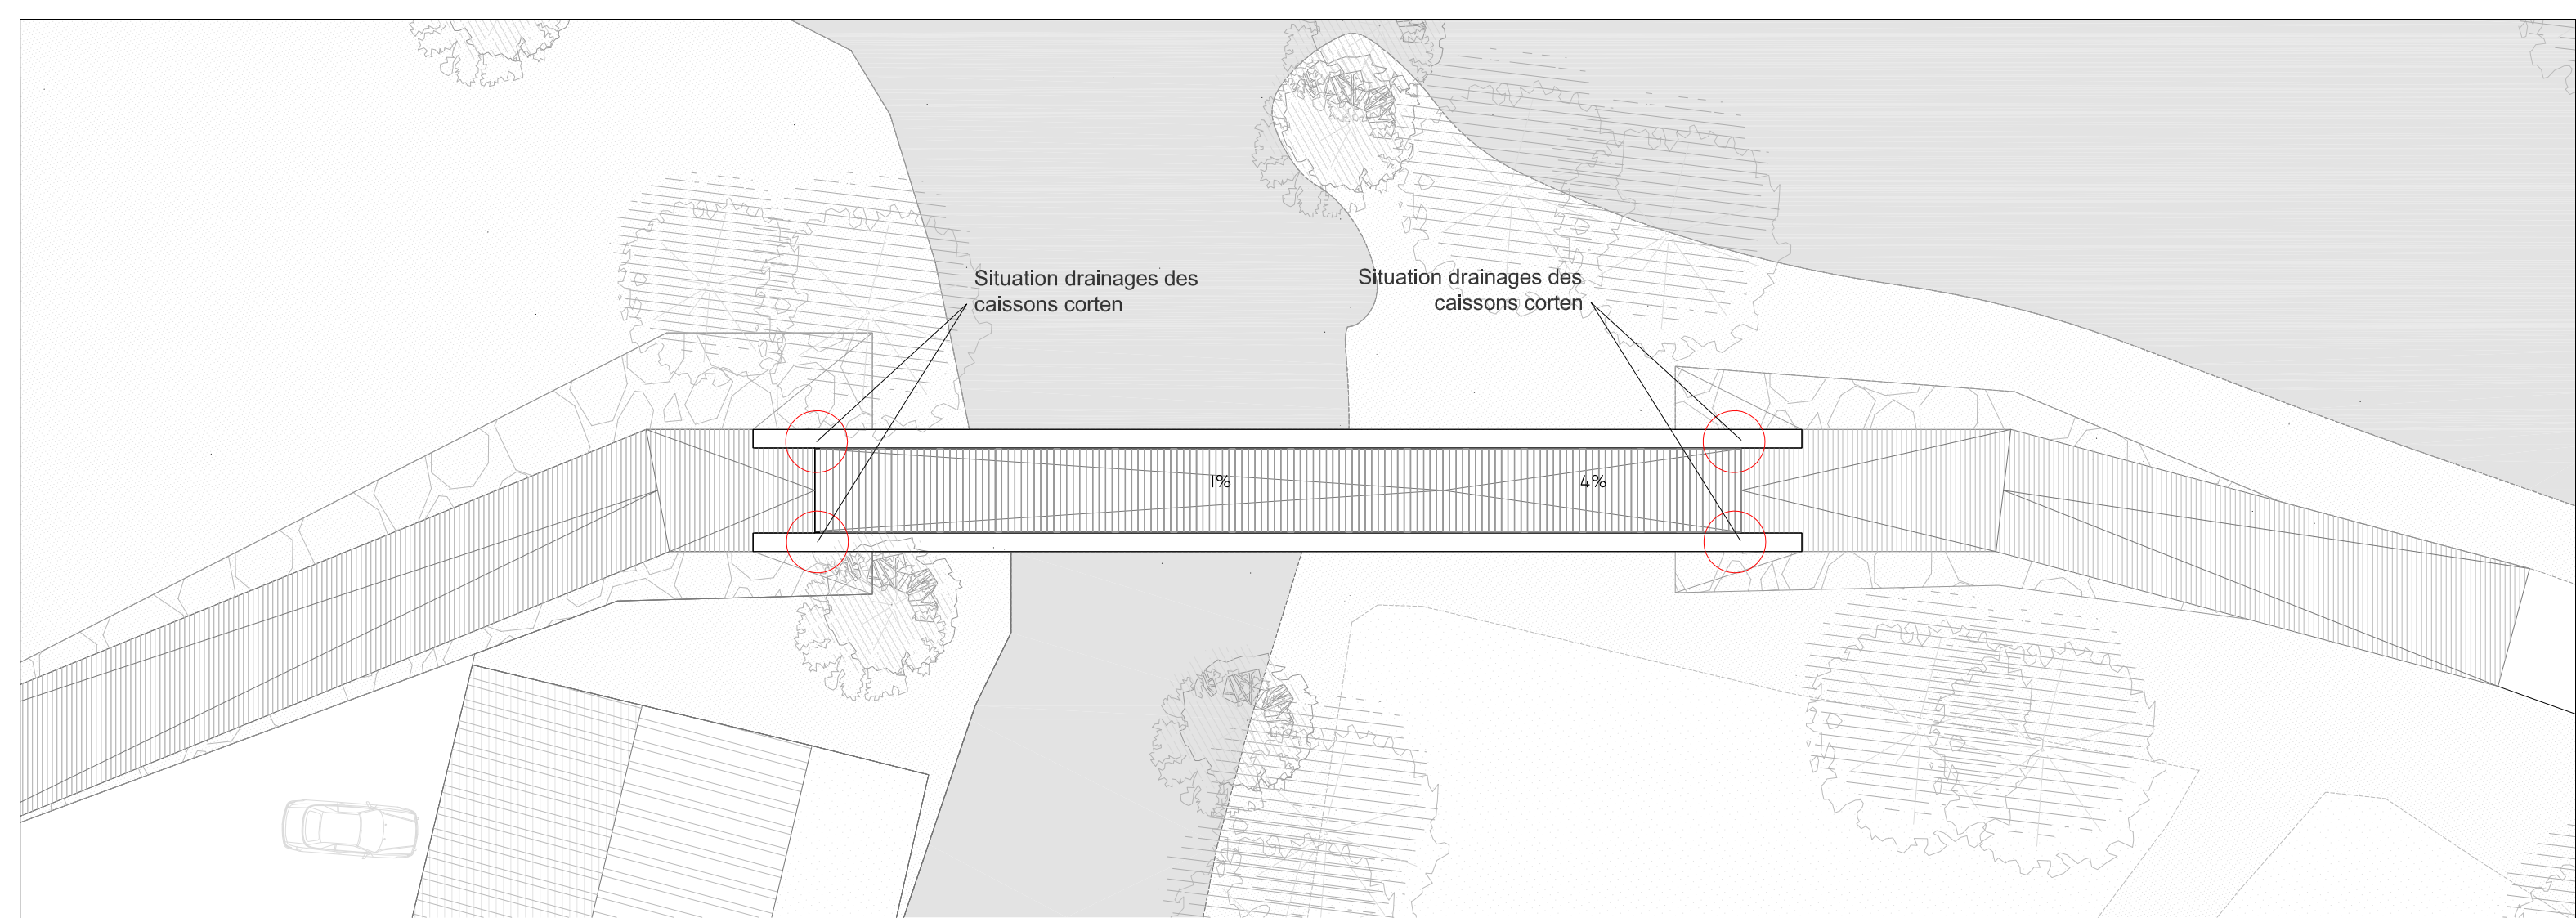 Situation drainages des
caissons corten
Situation drainages des
caissons corten
1%
4%